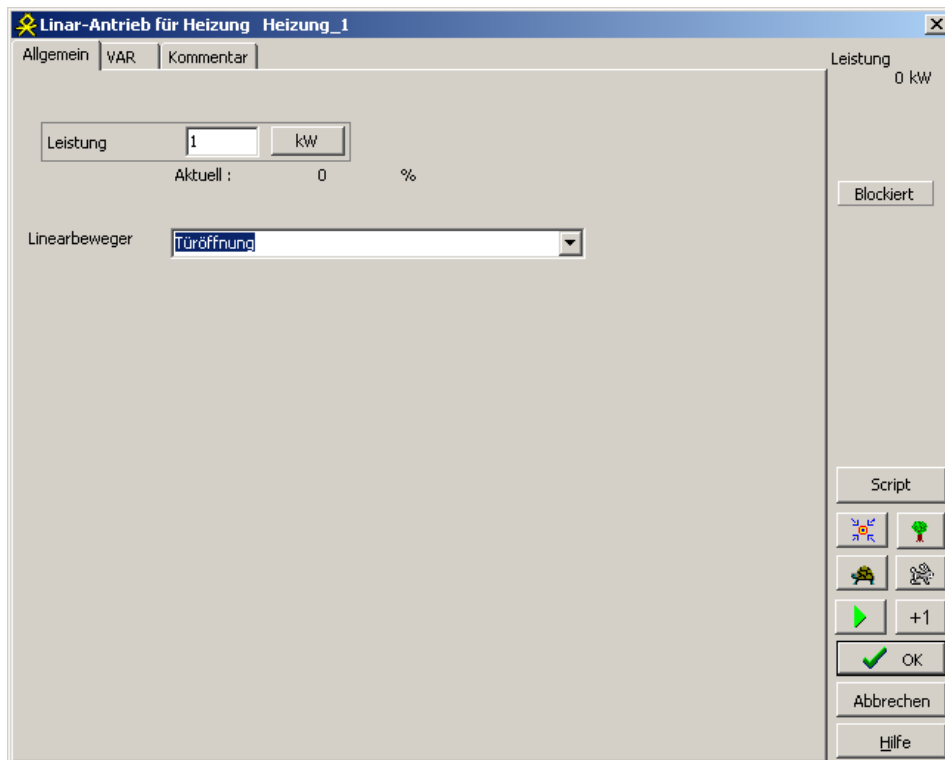 Linar-Antrieb für Heizung Heizung_1
Allgemein VAR Kommentar
Leistung
0 kW
Leistung 1 kW
Aktuell : 0 %
Blockiert
Linearbeweger Türöffnung
Script
+1
OK
Abbrechen
Hilfe